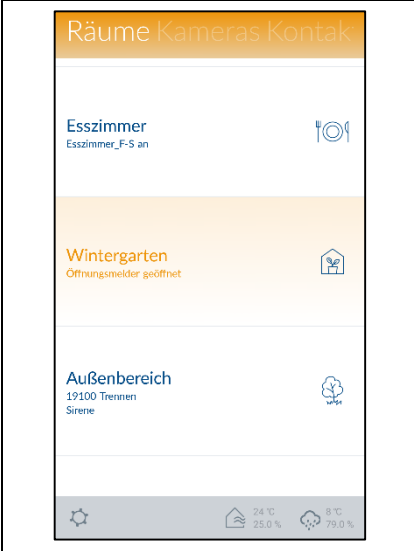 Räume Kameras Kontak
Esszimmer
Esszimmer_F-S an
Wintergarten
Öffnungsmelder geöffnet
Außenbereich
19100 Trennen
Sirene
24 °C
25.0 %
8 °C
79.0 %